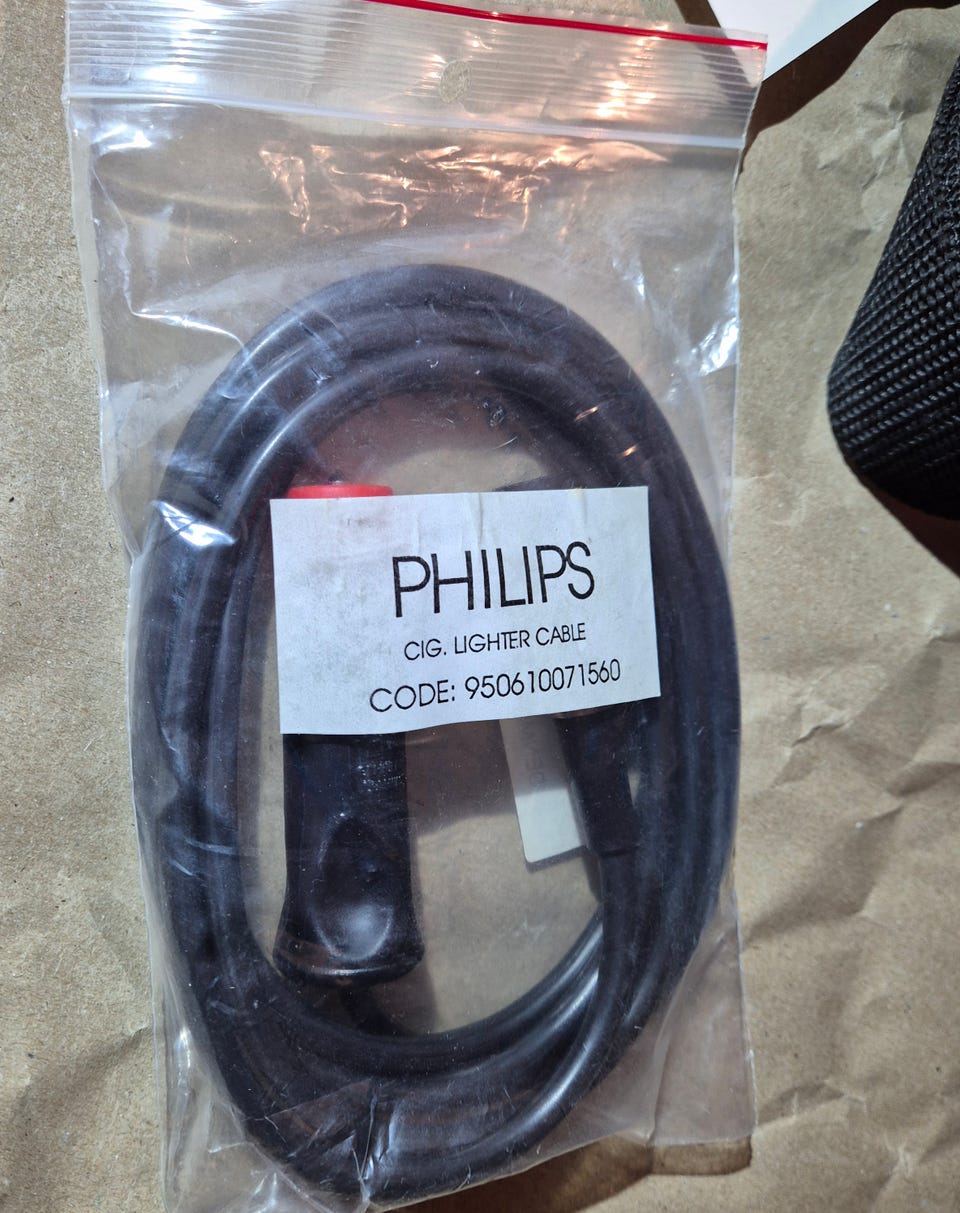 PHILIPS
CIG. LIGHTER CABLE
CODE: 950610071560